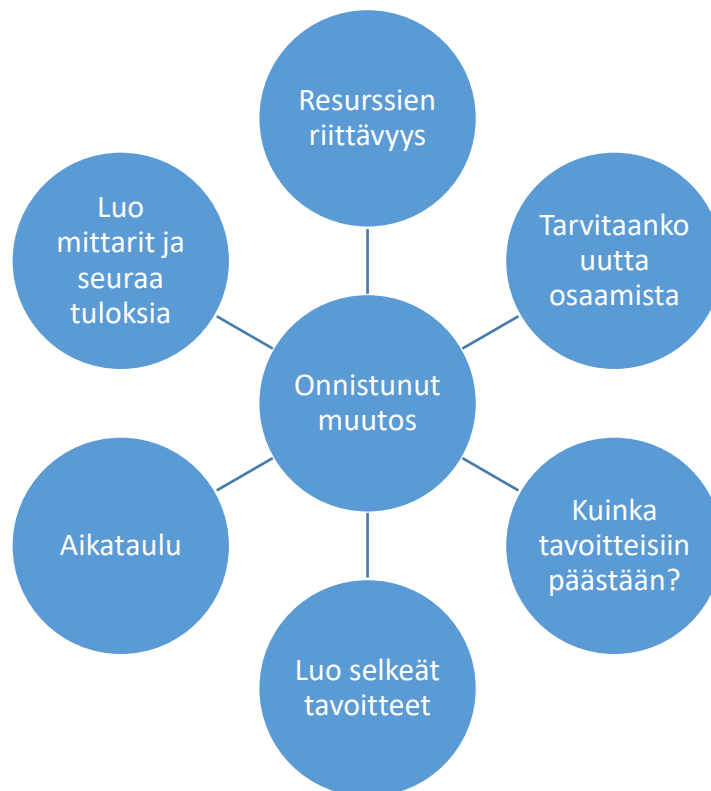 Resurssien
riittävyys
Luo
mittarit ja
seuraa
tuloksia
Tarvitaanko
uutta
osaamista
Onnistunut
muutos
Aikataulu
Kuinka
tavoitteisiin
päästään?
Luo selkeät
tavoitteet